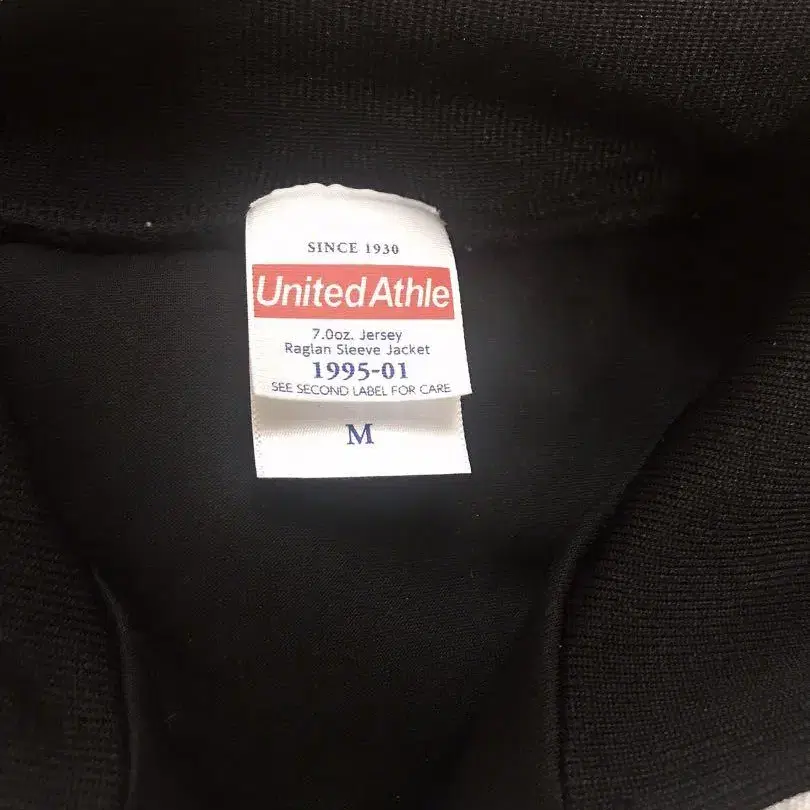 SINCE 1930
United Athle
7.0oz. Jersey
Raglan Sleeve Jacket
1995-01
SEE SECOND LABEL FOR CARE
M